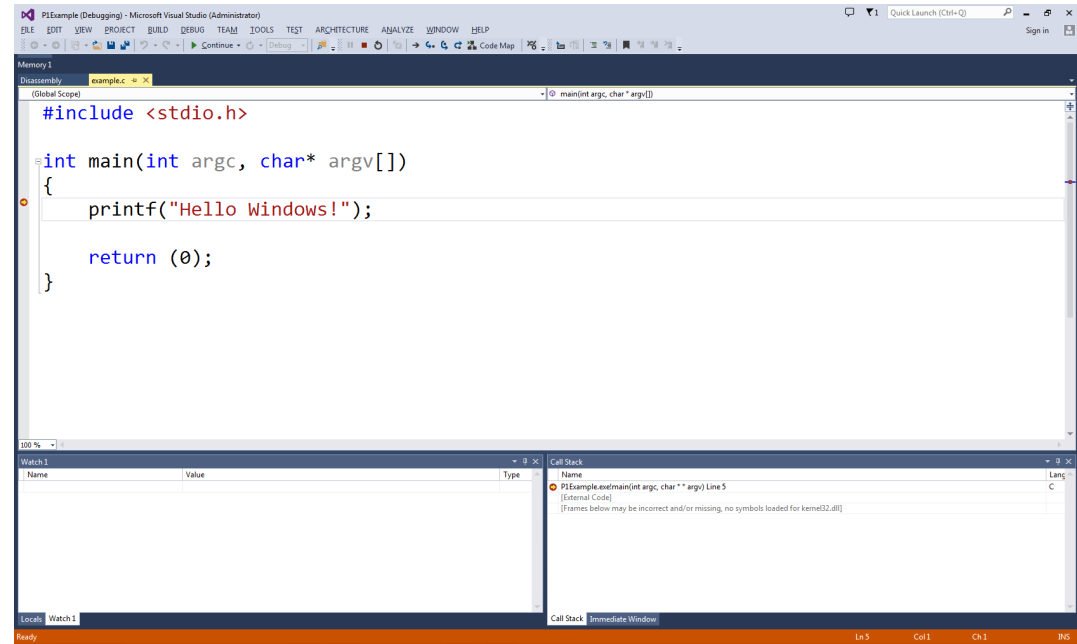 P1Example (Debugging) - Microsoft Visual Studio (Administrator)
1
Quick Launch (Ctrl+Q)
FILE EDIT VIEW PROJECT BUILD DEBUG TEAM TOOLS TEST ARCHITECTURE ANALYZE WINDOW HELP
Sign in
Continue Debug Code Map
Memory 1
Disassembly example.c
(Global Scope) main(int argc, char * argv[])
#include <stdio.h>
int main(int argc, char* argv[])
{
printf("Hello Windows!");
return (0);
}
100 %
Watch 1
Name Value Type
Call Stack
Name Lang
P1Example.exe!main(int argc, char * * argv) Line 5 C
[External Code]
[Frames below may be incorrect and/or missing, no symbols loaded for kernel32.dll]
Locals Watch 1
Call Stack Immediate Window
Ready Ln 5 Col 1 Ch 1 INS